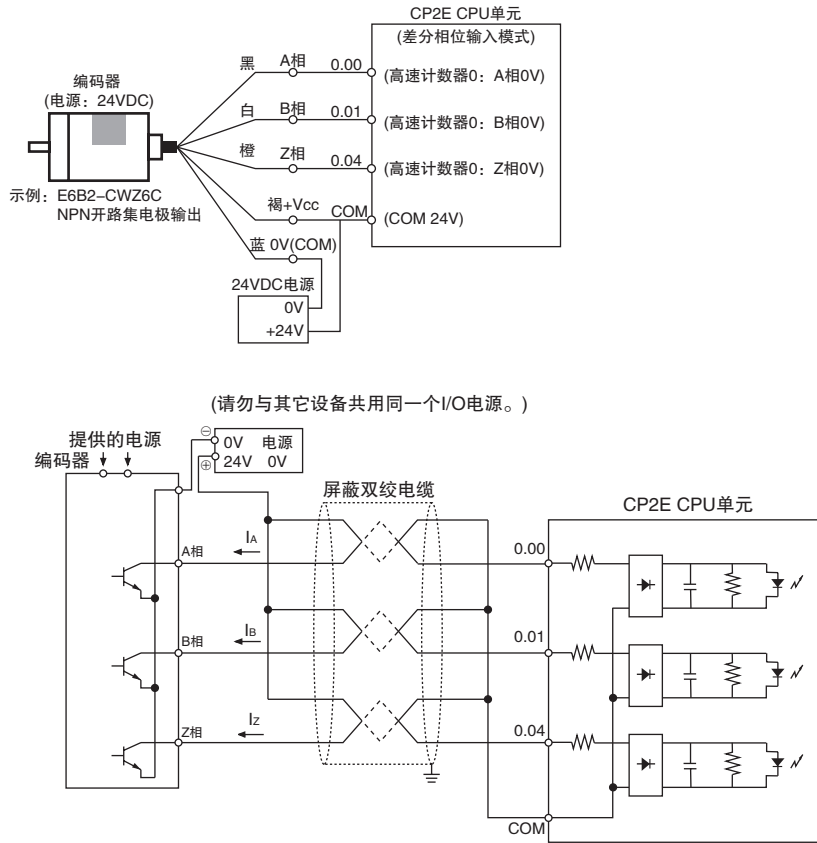 CP2E CPU单元
(差分相位输入模式)
编码器
(电源：24VDC)
黑 A相 0.00 (高速计数器0：A相0V)
白 B相 0.01 (高速计数器0：B相0V)
橙 Z相 0.04 (高速计数器0：Z相0V)
示例：E6B2-CWZ6C
NPN开路集电极输出
褐+Vcc COM (COM 24V)
蓝 0V(COM)
24VDC电源
0V
+24V
(请勿与其它设备共用同一个I/O电源。)
提供的电源
编码器
⊖ 0V 电源
⊕ 24V 0V
屏蔽双绞电缆
CP2E CPU单元
A相 IA 0.00
B相 IB 0.01
Z相 IZ 0.04
COM